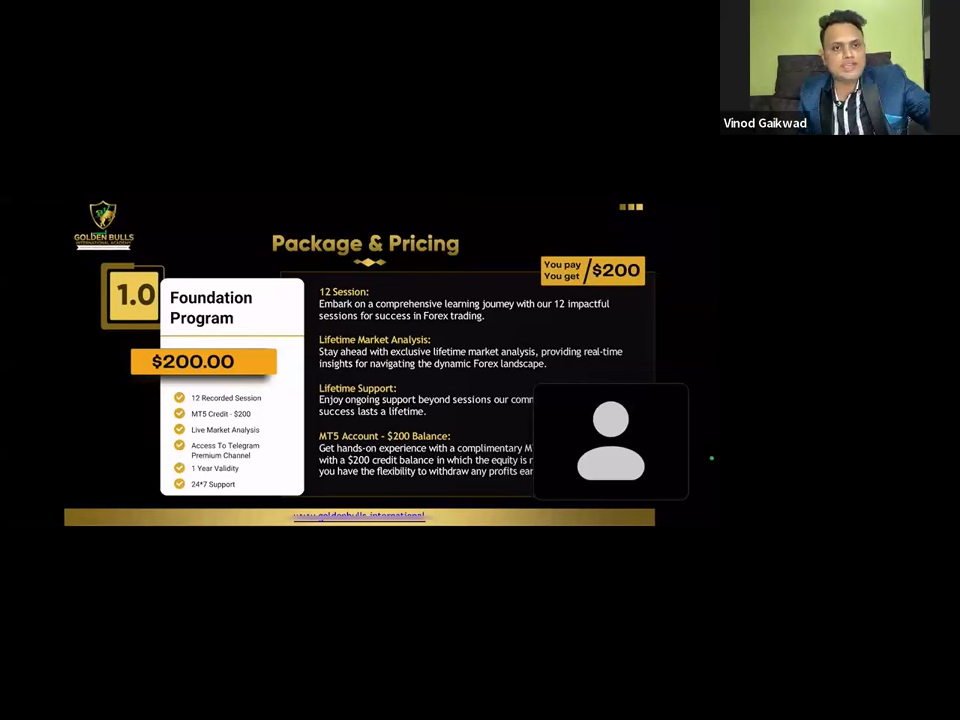 Vinod Gaikwad
GOLDEN BULLS
INTERNATIONAL ACADEMY
Package & Pricing
You pay
You get
/$200
1.0
Foundation
Program
$200.00
12 Recorded Session
MT5 Credit - $200
Live Market Analysis
Access To Telegram
Premium Channel
1 Year Validity
24*7 Support
12 Session:
Embark on a comprehensive learning journey with our 12 impactful
sessions for success in Forex trading.
Lifetime Market Analysis:
Stay ahead with exclusive lifetime market analysis, providing real-time
insights for navigating the dynamic Forex landscape.
Lifetime Support:
Enjoy ongoing support beyond sessions our
success lasts a lifetime.
MT5 Account - $200 Balance:
Get hands-on experience with a complimentary
with a $200 credit balance in which the equity is
you have the flexibility to withdraw any profits
www.goldenbulls.international